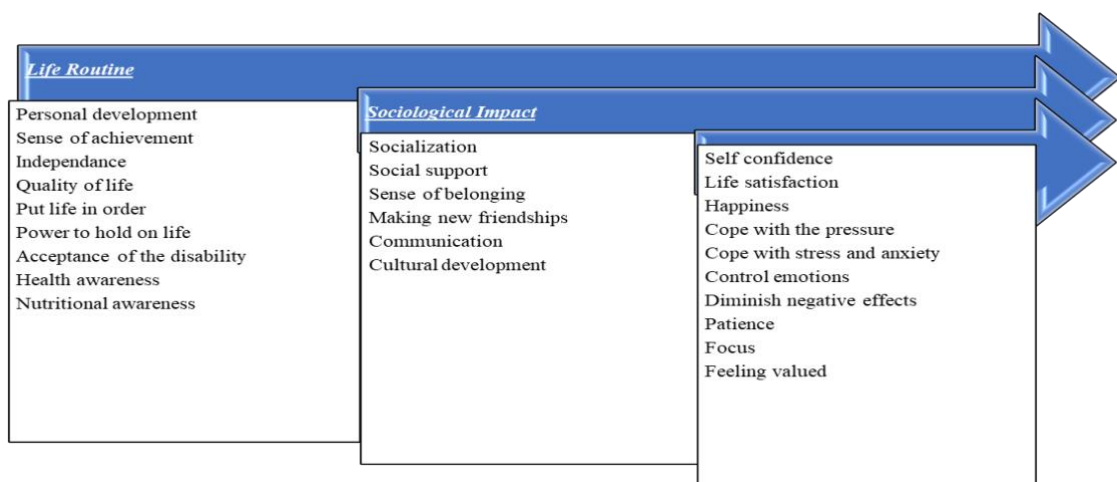 Life Routine
Personal development
Sense of achievement
Independance
Quality of life
Put life in order
Power to hold on life
Acceptance of the disability
Health awareness
Nutritional awareness
Sociological Impact
Socialization
Social support
Sense of belonging
Making new friendships
Communication
Cultural development
Self confidence
Life satisfaction
Happiness
Cope with the pressure
Cope with stress and anxiety
Control emotions
Diminish negative effects
Patience
Focus
Feeling valued